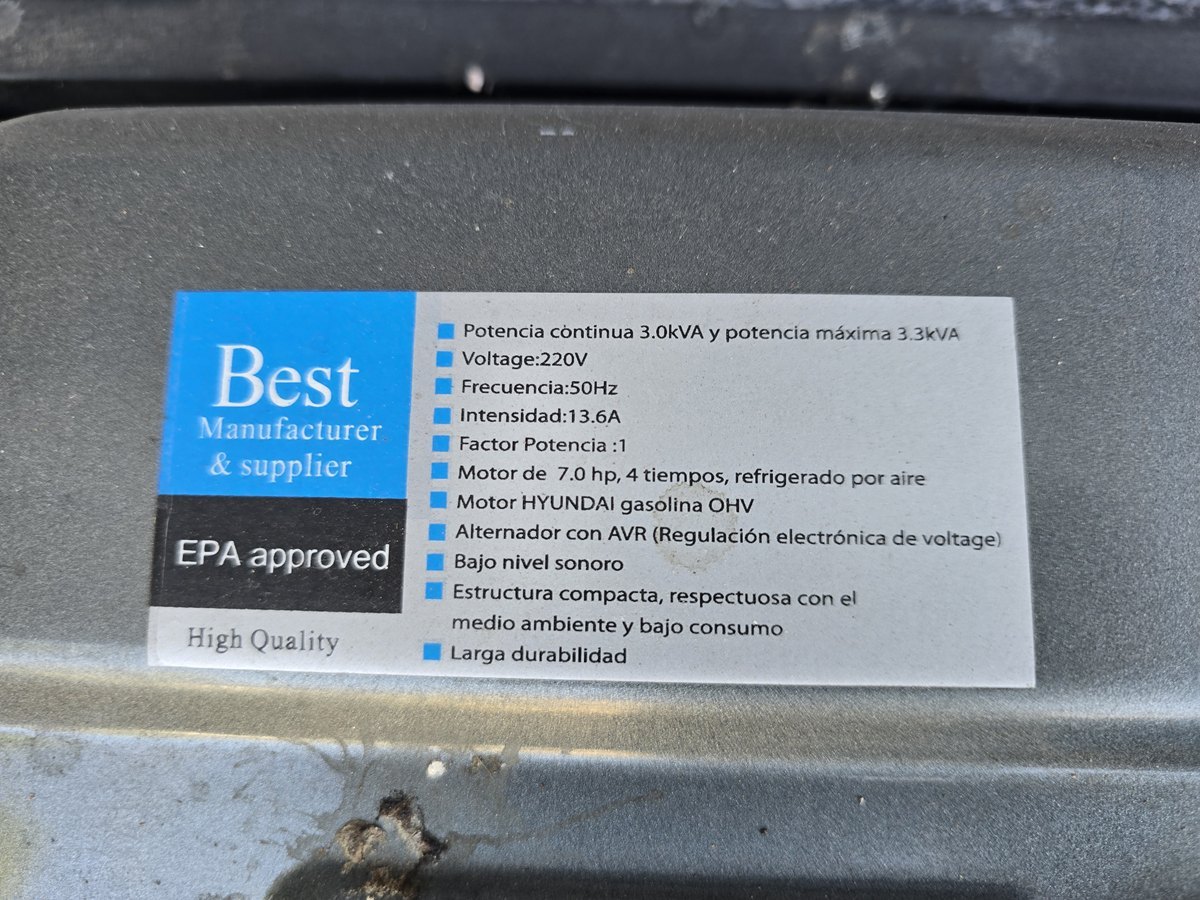 Best
Manufacturer
& supplier
EPA approved
High Quality
Potencia continua 3.0kVA y potencia máxima 3.3kVA
Voltage:220V
Frecuencia:50Hz
Intensidad:13.6A
Factor Potencia :1
Motor de 7.0 hp, 4 tiempos, refrigerado por aire
Motor HYUNDAI gasolina OHV
Alternador con AVR (Regulación electrónica de voltage)
Bajo nivel sonoro
Estructura compacta, respectuosa con el
medio ambiente y bajo consumo
Larga durabilidad